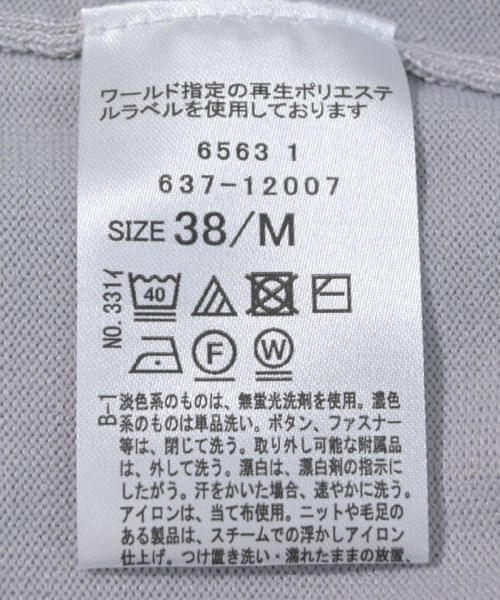 ワールド指定の再生ポリエステ
ルラベルを使用しております
6563 1
637-12007
SIZE 38/M
NO. 331イ
40
F
W
B-1
淡色系のものは、無蛍光洗剤を使用。濃色
系のものは単品洗い。ボタン、ファスナー
等は、閉じて洗う。取り外し可能な附属品
は、外して洗う。漂白は、漂白剤の指示に
したがう。汗をかいた場合、速やかに洗う。
アイロンは、当て布使用。ニットや毛足の
ある製品は、スチームでの浮かしアイロン
仕上げ。つけ置き洗い・濡れたままの放置、